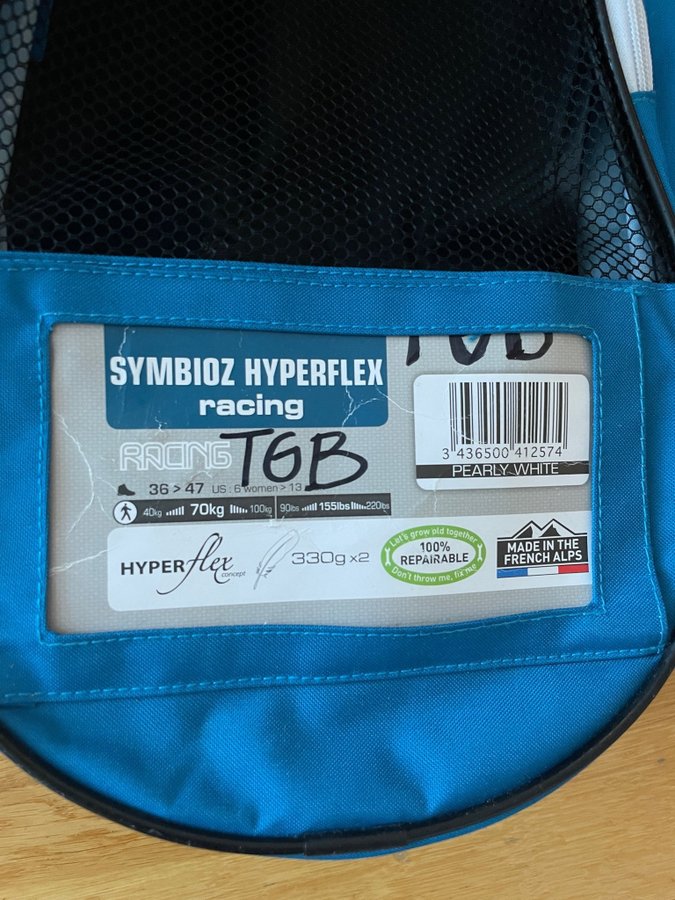 TGB
SYMBIOZ HYPERFLEX
racing
3 436500 412574
PEARLY WHITE
RACING TGB
36 > 47 US : 6 women > 13
40kg 70kg 100kg 90lbs 155lbs 220lbs
HYPERflex concept
330g x2
Let's grow old together
100%
REPAIRABLE
Don't throw me, fix me
MADE IN THE
FRENCH ALPS